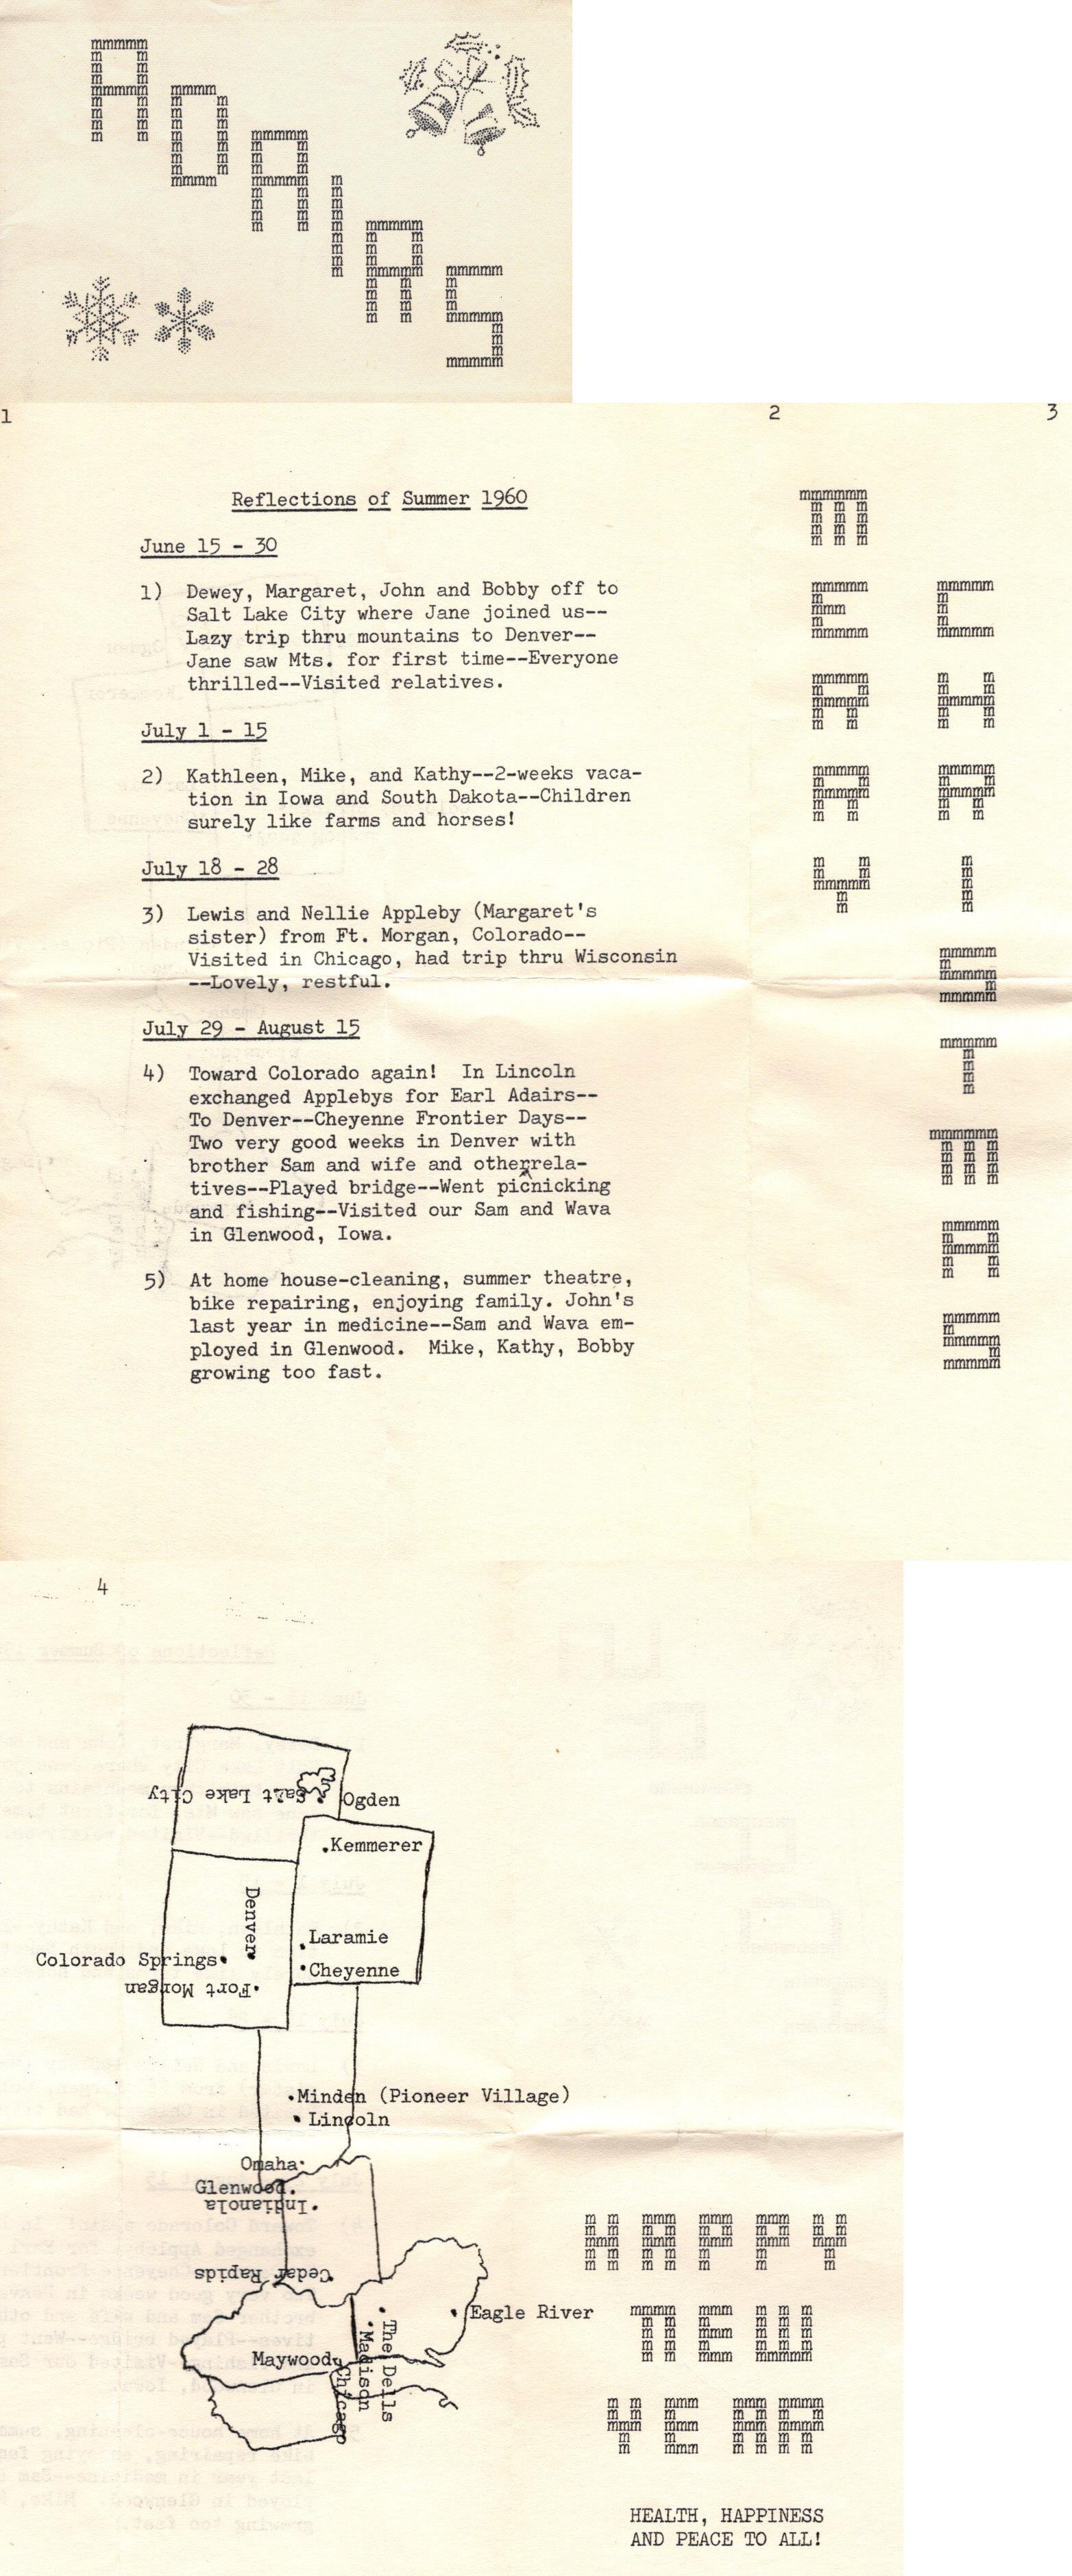 ADAIRS
1
2
3
Reflections of Summer 1960
June 15 - 30
1) Dewey, Margaret, John and Bobby off to
Salt Lake City where Jane joined us--
Lazy trip thru mountains to Denver--
Jane saw Mts. for first time--Everyone
thrilled--Visited relatives.
July 1 - 15
2) Kathleen, Mike, and Kathy--2-weeks vaca-
tion in Iowa and South Dakota--Children
surely like farms and horses!
July 18 - 28
3) Lewis and Nellie Appleby (Margaret's
sister) from Ft. Morgan, Colorado--
Visited in Chicago, had trip thru Wisconsin
--Lovely, restful.
July 29 - August 15
4) Toward Colorado again! In Lincoln
exchanged Applebys for Earl Adairs--
To Denver--Cheyenne Frontier Days--
Two very good weeks in Denver with
brother Sam and wife and otherrela-
tives--Played bridge--Went picnicking
and fishing--Visited our Sam and Wava
in Glenwood, Iowa.
5) At home house-cleaning, summer theatre,
bike repairing, enjoying family. John's
last year in medicine--Sam and Wava em-
ployed in Glenwood. Mike, Kathy, Bobby
growing too fast.
MERRY
CHRISTMAS
4
Salt Lake City
Ogden
Kemmerer
Denver
Laramie
Colorado Springs
Cheyenne
Fort Morgan
Minden (Pioneer Village)
Lincoln
Omaha
Glenwood
Indianola
Cedar Rapids
Eagle River
The Dells
Madison
Maywood
Chicago
HAPPY
NEW
YEAR
HEALTH, HAPPINESS
AND PEACE TO ALL!